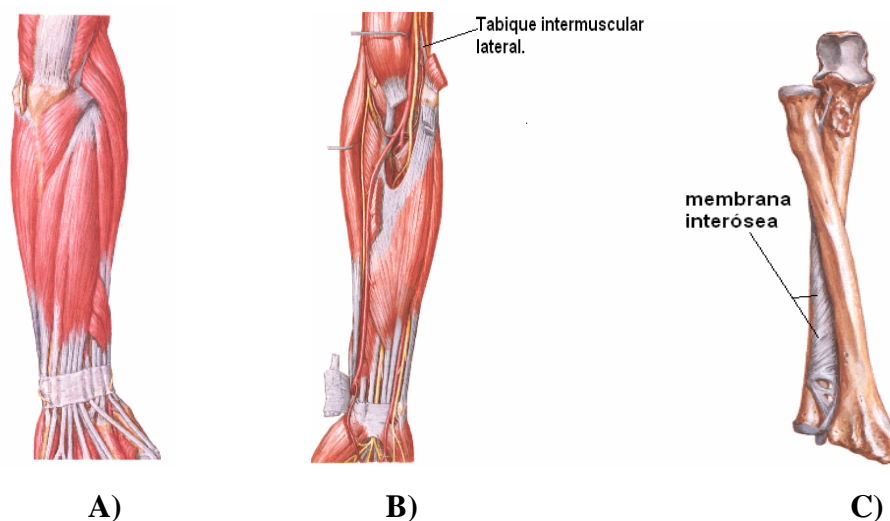 Tabique intermuscular
lateral.
membrana
interósea
A)
B)
C)